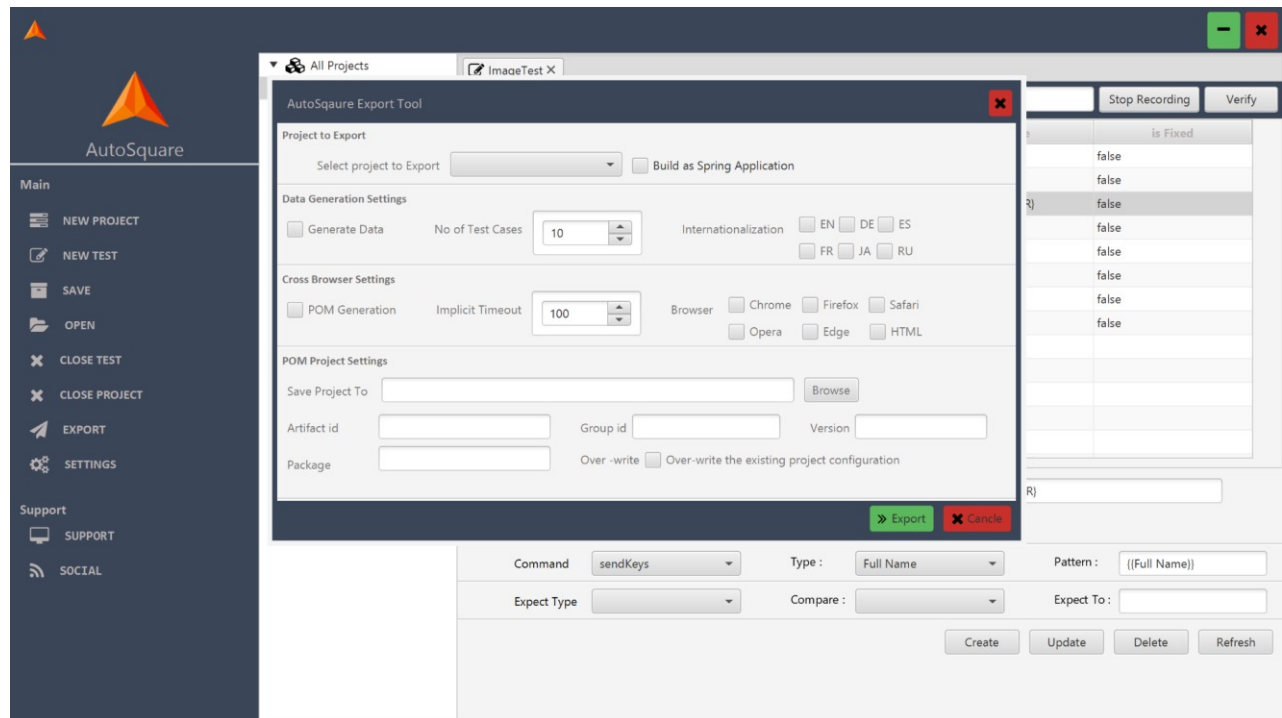 AutoSquare
Main
NEW PROJECT
NEW TEST
SAVE
OPEN
CLOSE TEST
CLOSE PROJECT
EXPORT
SETTINGS
Support
SUPPORT
SOCIAL
All Projects
ImageTest
Stop Recording Verify
is Fixed
false
false
R) false
false
false
false
false
false
AutoSqaure Export Tool
Project to Export
Select project to Export Build as Spring Application
Data Generation Settings
Generate Data No of Test Cases 10 Internationalization EN DE ES
FR JA RU
Cross Browser Settings
POM Generation Implicit Timeout 100 Browser Chrome Firefox Safari
Opera Edge HTML
POM Project Settings
Save Project To Browse
Artifact id Group id Version
Package Over -write Over-write the existing project configuration
Export Cancle
R)
Command sendKeys Type : Full Name Pattern : ((Full Name))
Expect Type Compare : Expect To :
Create Update Delete Refresh